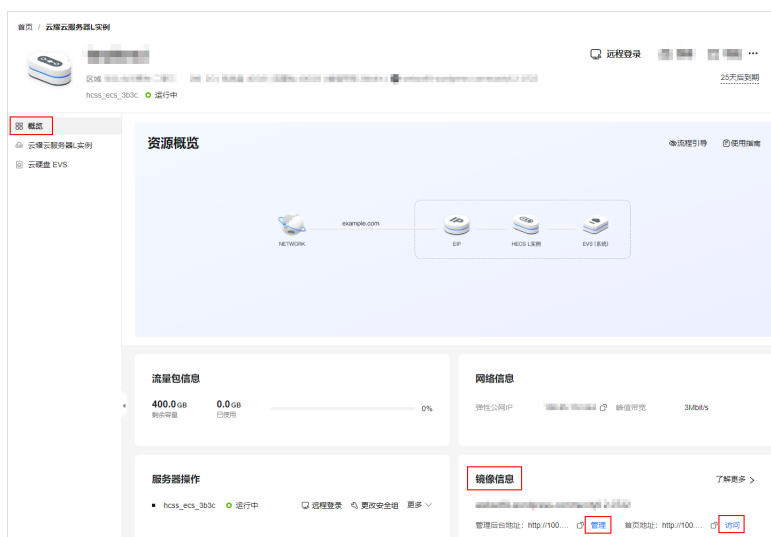 首页 / 云耀云服务器L实例
远程登录
区域
25天后到期
hcss_ecs_3b3c 运行中
概览
云耀云服务器L实例
云硬盘 EVS
资源概览
流程引导 使用指南
example.com
NETWORK EIP HECS L实例 EVS (系统)
流量包信息
400.0 GB 0.0 GB 0%
剩余容量 已使用
网络信息
弹性公网IP 峰值带宽 3Mbit/s
服务器操作
hcss_ecs_3b3c 运行中 远程登录 更改安全组 更多
镜像信息 了解更多
管理后台地址: http://100.... 管理 首页地址: http://100.... 访问